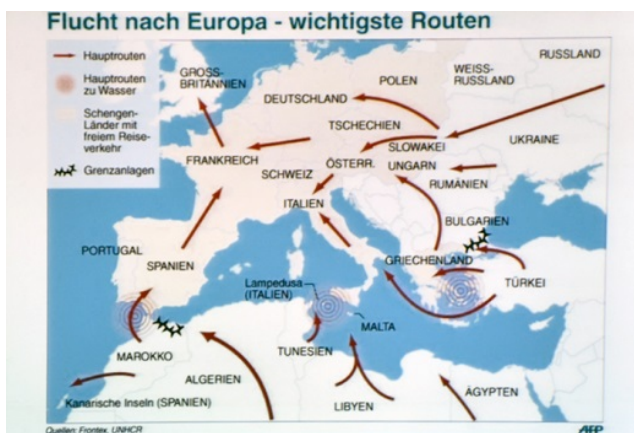 Flucht nach Europa - wichtigste Routen
Hauptrouten
Hauptrouten
zu Wasser
Schengen-
Länder mit
freiem Reise-
verkehr
Grenzanlagen
RUSSLAND
GROSS-
BRITANNIEN
POLEN
WEISS-
RUSSLAND
DEUTSCHLAND
TSCHECHIEN
SLOWAKEI
UKRAINE
FRANKREICH
ÖSTERR.
UNGARN
SCHWEIZ
RUMÄNIEN
ITALIEN
BULGARIEN
PORTUGAL
SPANIEN
GRIECHENLAND
Lampedusa
(ITALIEN)
TÜRKEI
MALTA
MAROKKO
TUNESIEN
ALGERIEN
Kanarische Inseln (SPANIEN)
LIBYEN
ÄGYPTEN
Quellen: Frontex, UNHCR
AFP